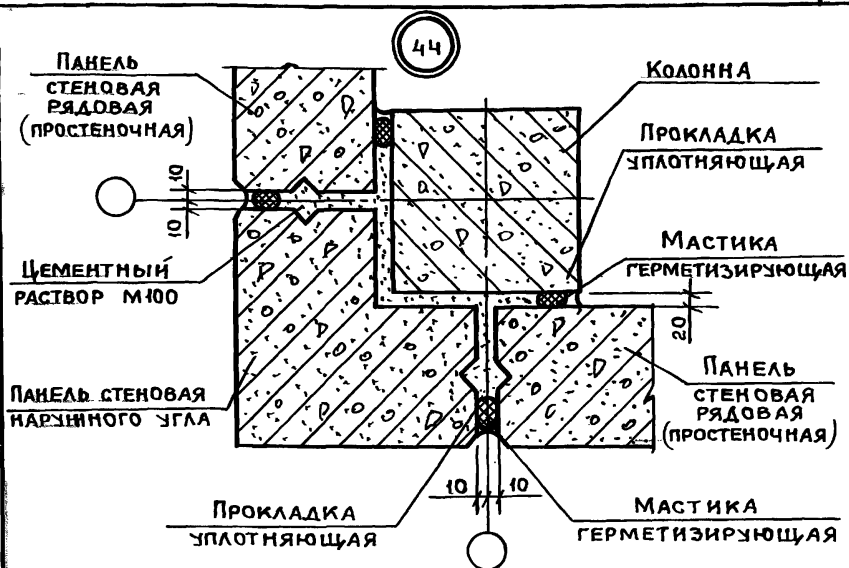 44
ПАНЕЛЬ
СТЕНОВАЯ
РЯДОВАЯ
(ПРОСТЕНОЧНАЯ)
КОЛОННА
ПРОКЛАДКА
УПЛОТНЯЮЩАЯ
10
10
МАСТИКА
ГЕРМЕТИЗИРУЮЩАЯ
ЦЕМЕНТНЫЙ
РАСТВОР М100
20
ПАНЕЛЬ
СТЕНОВАЯ
РЯДОВАЯ
(ПРОСТЕНОЧНАЯ)
ПАНЕЛЬ СТЕНОВАЯ
НАРУЖНОГО УГЛА
10 10
ПРОКЛАДКА
УПЛОТНЯЮЩАЯ
МАСТИКА
ГЕРМЕТИЗИРУЮЩАЯ